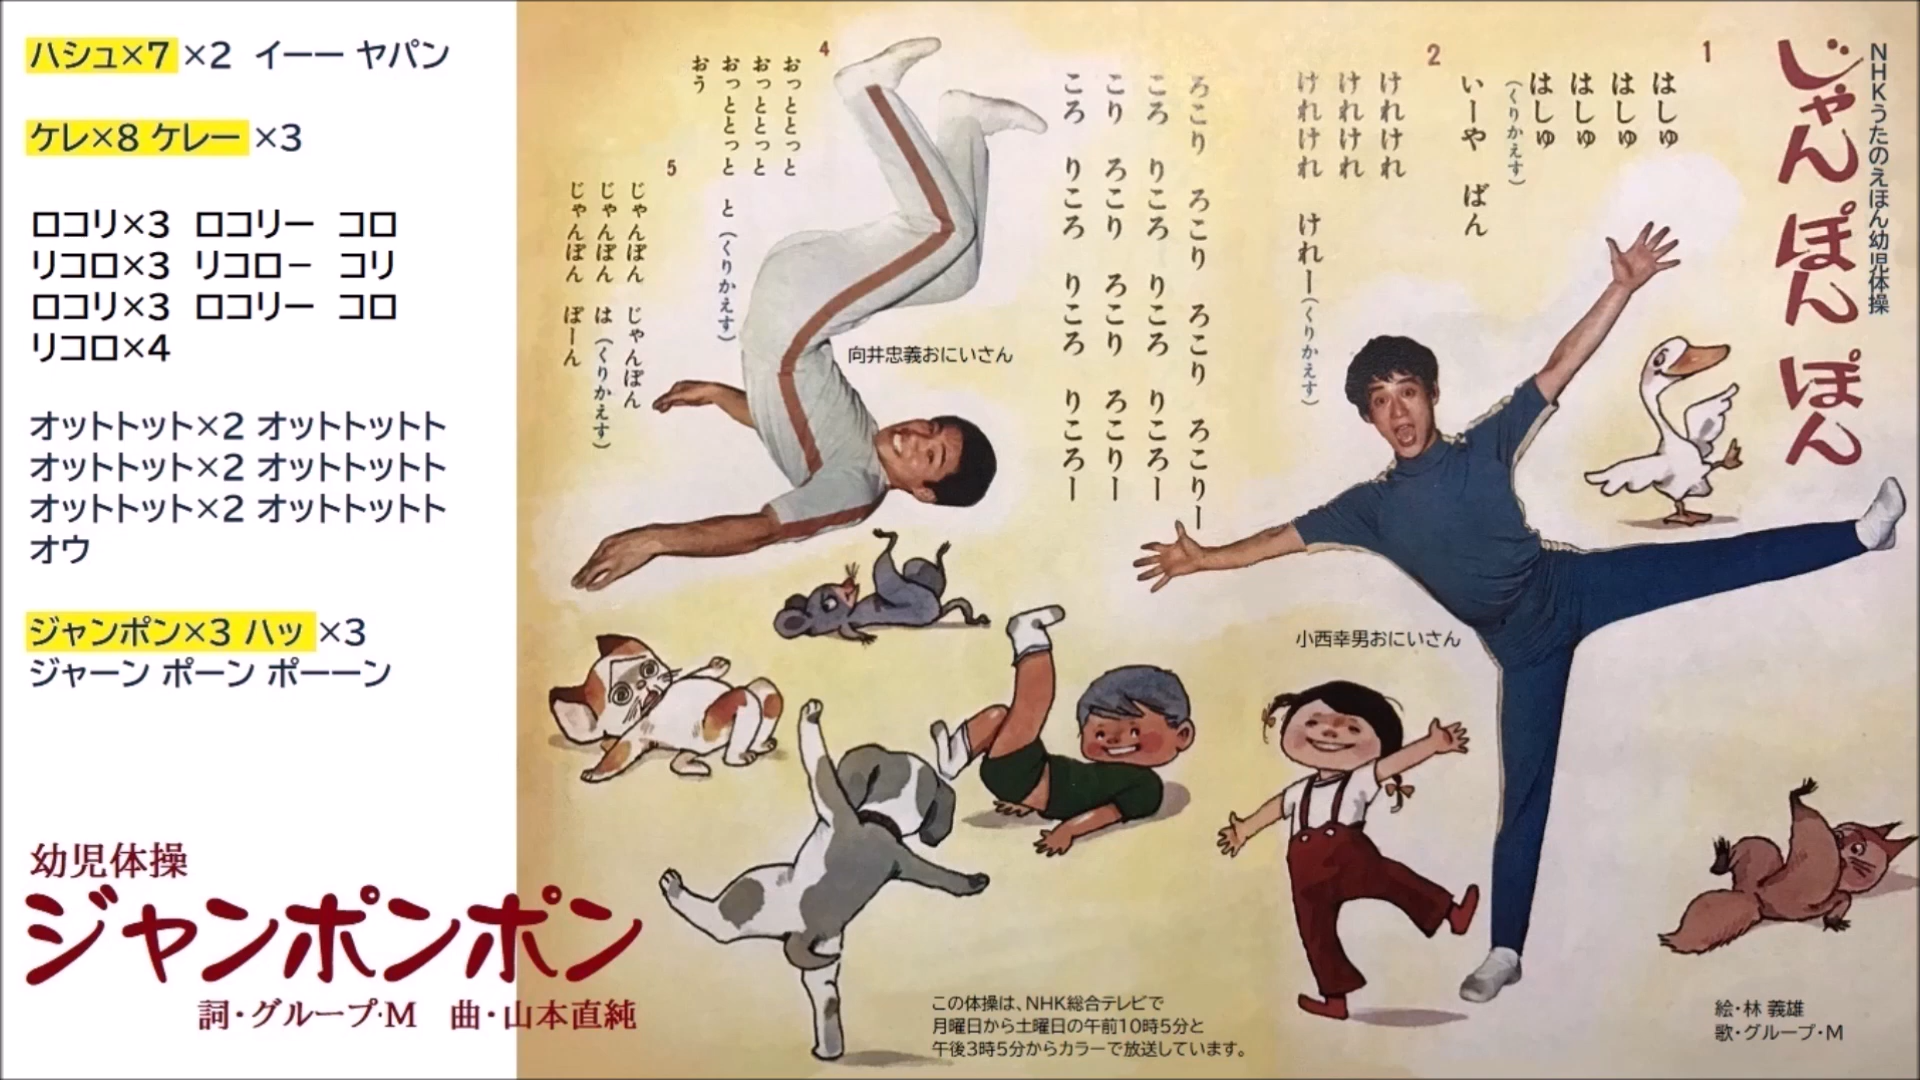 ハシュ×7 ×2 イーー ヤパン
ケレ×8 ケレー ×3
ロコリ×3 ロコリー コロ
リコロ×3 リコロー コリ
ロコリ×3 ロコリー コロ
リコロ×4
オットトット×2 オットトットト
オットトット×2 オットトットト
オットトット×2 オットトットト
オウ
ジャンポン×3 ハッ ×3
ジャーン ポーン ポーーン
幼児体操
ジャンポンポン
詞・グループ・M 曲・山本直純
NHKうたのえほん幼児体操
じゃんぽんぽん
1
はしゅ
はしゅ
はしゅ
はしゅ
(くりかえす)
いーや ぱん
2
けれけれ
けれけれ
けれけれ けれー(くりかえす)
ろこり ろこり ろこり ろこりー
ころ りころ りころ りころー
こり ろこり ろこり ろこりー
ころ りころ りころ りころー
4
おっととっと
おっととっと
おっととっと と(くりかえす)
おう
5
じゃんぽん じゃんぽん
じゃんぽん は(くりかえす)
じゃんぽん ぽーん
向井忠義おにいさん
小西幸男おにいさん
この体操は、NHK総合テレビで
月曜日から土曜日の午前10時5分と
午後3時5分からカラーで放送しています。
絵・林 義雄
歌・グループ・M